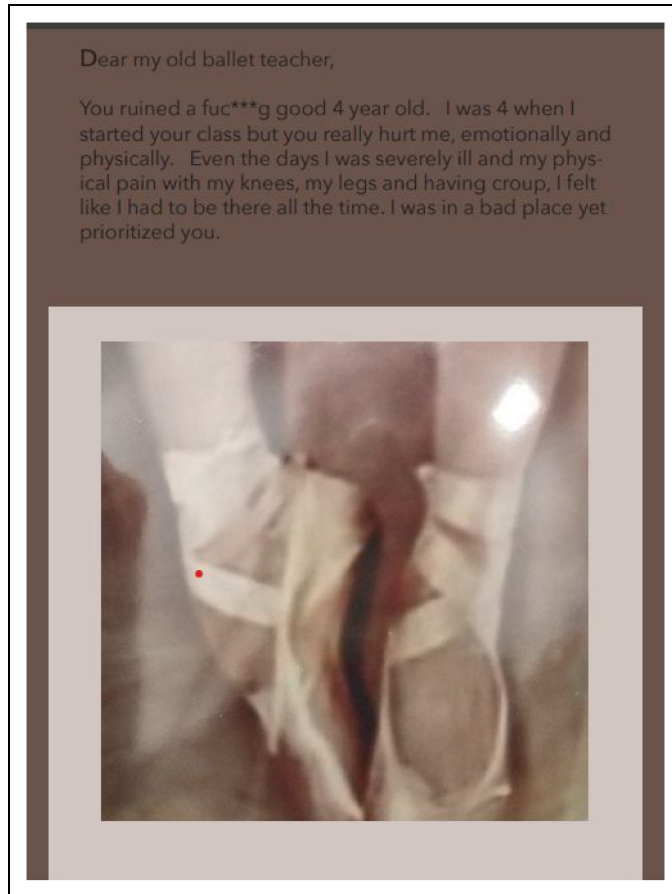 Dear my old ballet teacher,
You ruined a fuc***g good 4 year old.   I was 4 when I
started your class but you really hurt me, emotionally and
physically.   Even the days I was severely ill and my phys-
ical pain with my knees, my legs and having croup, I felt
like I had to be there all the time. I was in a bad place yet
prioritized you.